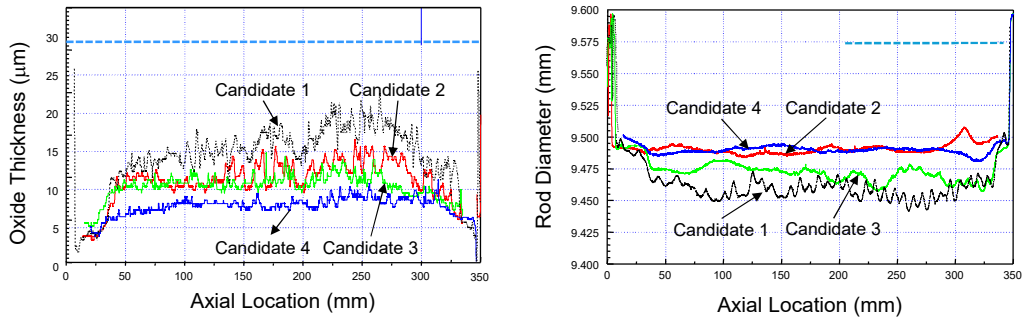 Oxide Thickness (μm)
30
25
20
15
10
5
0
0
50
100
150
200
250
300
350
Axial Location (mm)
Candidate 1
Candidate 2
Candidate 4
Candidate 3
Rod Diameter (mm)
9.600
9.575
9.550
9.525
9.500
9.475
9.450
9.425
9.400
0
50
100
150
200
250
300
350
Axial Location (mm)
Candidate 4
Candidate 2
Candidate 1
Candidate 3